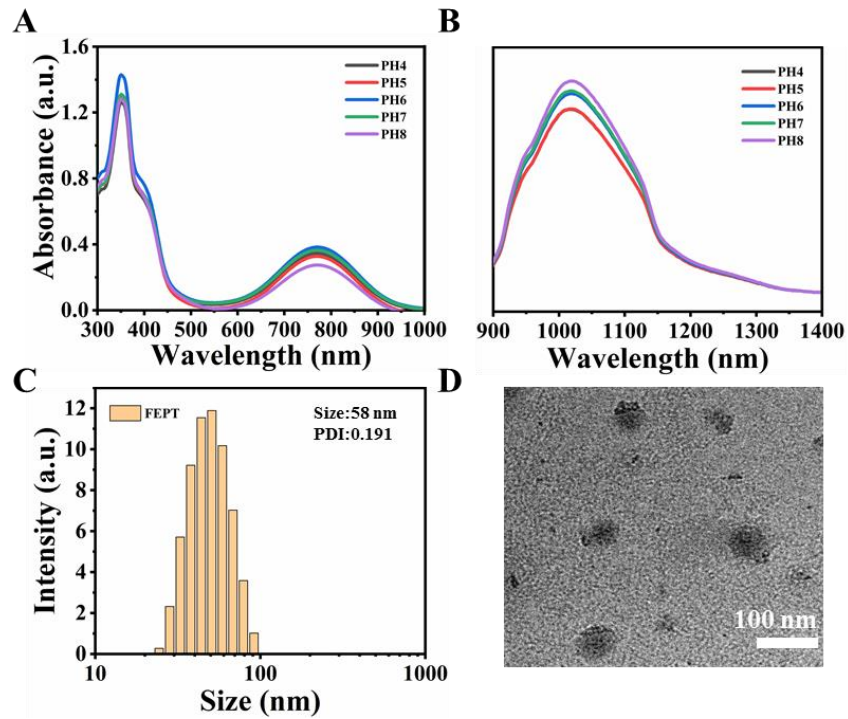 A
Absorbance (a.u.)
1.6
1.2
0.8
0.4
0.0
PH4
PH5
PH6
PH7
PH8
300 400 500 600 700 800 900 1000
Wavelength (nm)
B
PH4
PH5
PH6
PH7
PH8
900 1000 1100 1200 1300 1400
Wavelength (nm)
C
Intensity (a.u.)
12
10
8
6
4
2
0
FEPT
Size:58 nm
PDI:0.191
10 100 1000
Size (nm)
D
100 nm